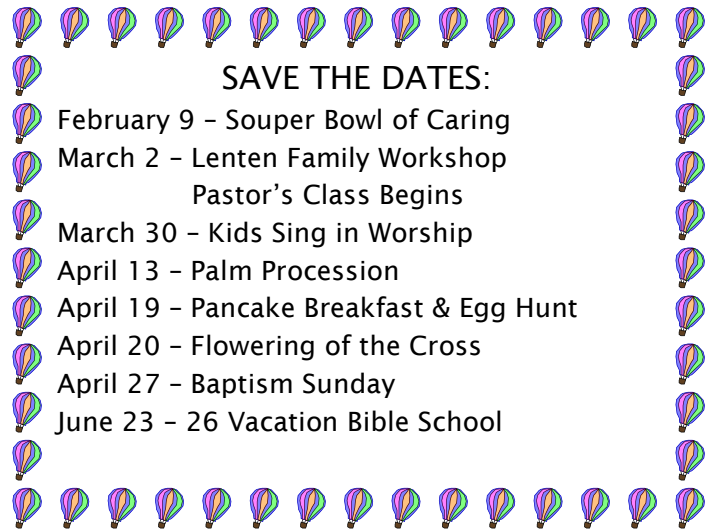 SAVE THE DATES:
February 9 – Souper Bowl of Caring
March 2 – Lenten Family Workshop
Pastor’s Class Begins
March 30 – Kids Sing in Worship
April 13 – Palm Procession
April 19 – Pancake Breakfast & Egg Hunt
April 20 – Flowering of the Cross
April 27 – Baptism Sunday
June 23 – 26 Vacation Bible School